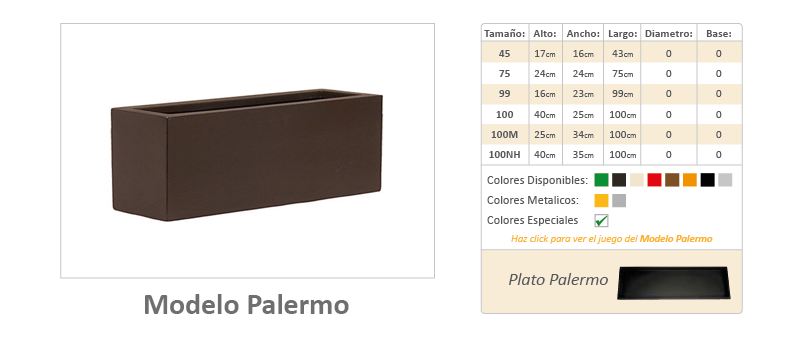 Modelo Palermo
Tamaño: Alto: Ancho: Largo: Diametro: Base:
45 17cm 16cm 43cm 0 0
75 24cm 24cm 75cm 0 0
99 16cm 23cm 99cm 0 0
100 40cm 25cm 100cm 0 0
100M 25cm 34cm 100cm 0 0
100NH 40cm 35cm 100cm 0 0
Colores Disponibles:
Colores Metalicos:
Colores Especiales
Haz click para ver el juego del Modelo Palermo
Plato Palermo